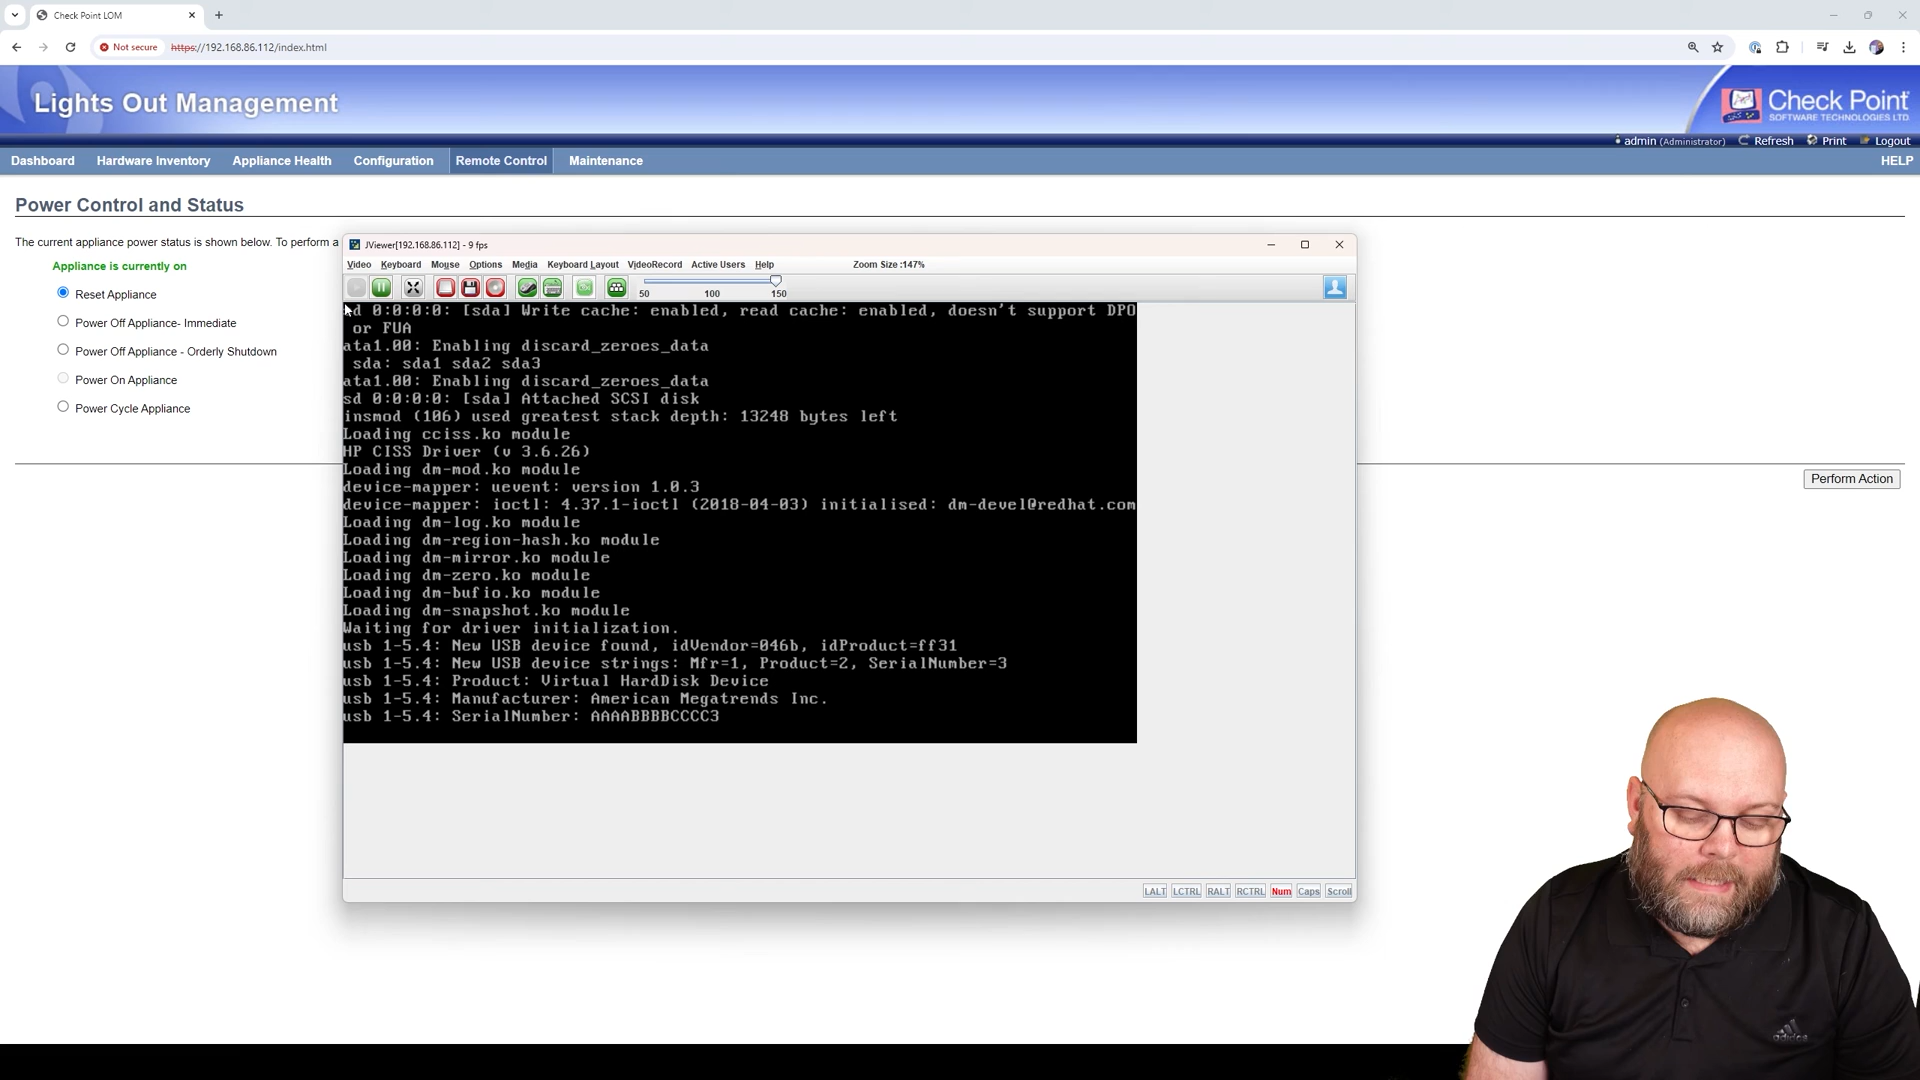 Check Point LOM
Not secure
https://192.168.86.112/index.html
Lights Out Management
Check Point
SOFTWARE TECHNOLOGIES LTD.
admin (Administrator) Refresh Print Logout
Dashboard Hardware Inventory Appliance Health Configuration Remote Control Maintenance HELP
Power Control and Status
The current appliance power status is shown below. To perform a
Appliance is currently on
Reset Appliance
Power Off Appliance- Immediate
Power Off Appliance - Orderly Shutdown
Power On Appliance
Power Cycle Appliance
Perform Action
JViewer[192.168.86.112] - 9 fps
Video Keyboard Mouse Options Media Keyboard Layout VideoRecord Active Users Help Zoom Size :147%
50 100 150
sd 0:0:0:0: [sda] Write cache: enabled, read cache: enabled, doesn't support DPO
or FUA
ata1.00: Enabling discard_zeroes_data
sda: sda1 sda2 sda3
ata1.00: Enabling discard_zeroes_data
sd 0:0:0:0: [sda] Attached SCSI disk
insmod (106) used greatest stack depth: 13248 bytes left
Loading cciss.ko module
HP CISS Driver (v 3.6.26)
Loading dm-mod.ko module
device-mapper: uevent: version 1.0.3
device-mapper: ioctl: 4.37.1-ioctl (2018-04-03) initialised: dm-devel@redhat.com
Loading dm-log.ko module
Loading dm-region-hash.ko module
Loading dm-mirror.ko module
Loading dm-zero.ko module
Loading dm-bufio.ko module
Loading dm-snapshot.ko module
Waiting for driver initialization.
usb 1-5.4: New USB device found, idVendor=046b, idProduct=ff31
usb 1-5.4: New USB device strings: Mfr=1, Product=2, SerialNumber=3
usb 1-5.4: Product: Virtual HardDisk Device
usb 1-5.4: Manufacturer: American Megatrends Inc.
usb 1-5.4: SerialNumber: AAAABBBBCCCC3
LALT LCTRL RALT RCTRL Num Caps Scroll
adidas